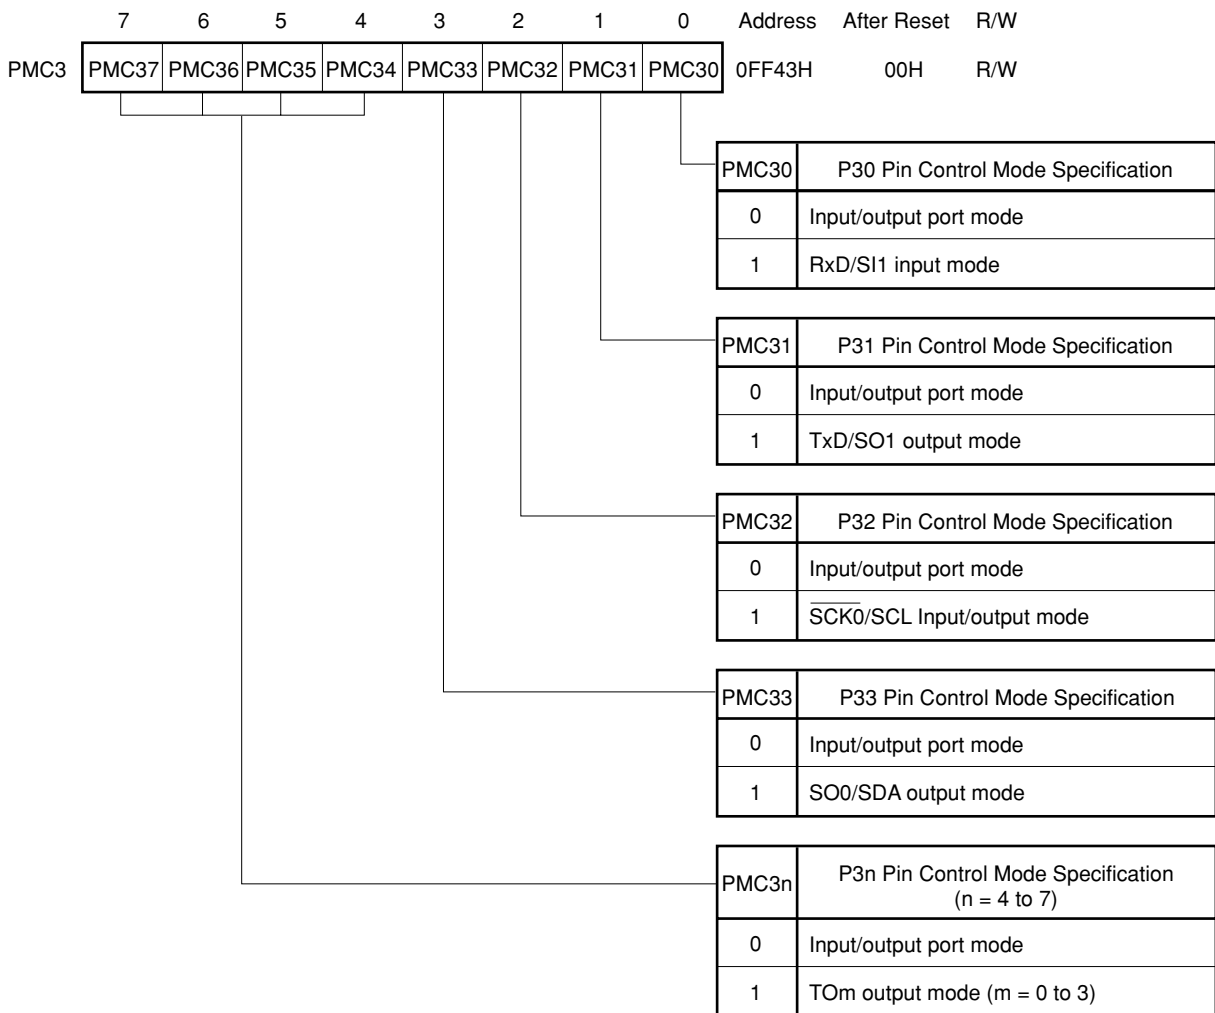 7 6 5 4 3 2 1 0 Address After Reset R/W
PMC3 PMC37 PMC36 PMC35 PMC34 PMC33 PMC32 PMC31 PMC30 0FF43H 00H R/W
PMC30 P30 Pin Control Mode Specification
0 Input/output port mode
1 RxD/SI1 input mode
PMC31 P31 Pin Control Mode Specification
0 Input/output port mode
1 TxD/SO1 output mode
PMC32 P32 Pin Control Mode Specification
0 Input/output port mode
1 S̅C̅K̅0̅/SCL Input/output mode
PMC33 P33 Pin Control Mode Specification
0 Input/output port mode
1 SO0/SDA output mode
PMC3n P3n Pin Control Mode Specification
(n = 4 to 7)
0 Input/output port mode
1 TOm output mode (m = 0 to 3)